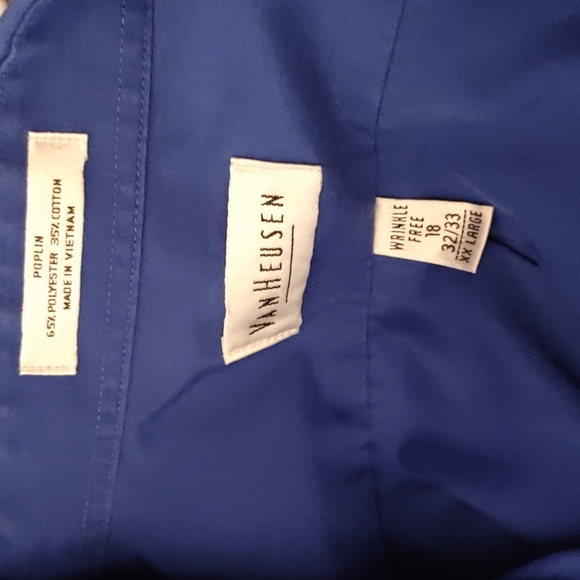 POPLIN
65% POLYESTER 35% COTTON
MADE IN VIETNAM
VAN HEUSEN
WRINKLE
FREE
18
32/33
XX LARGE